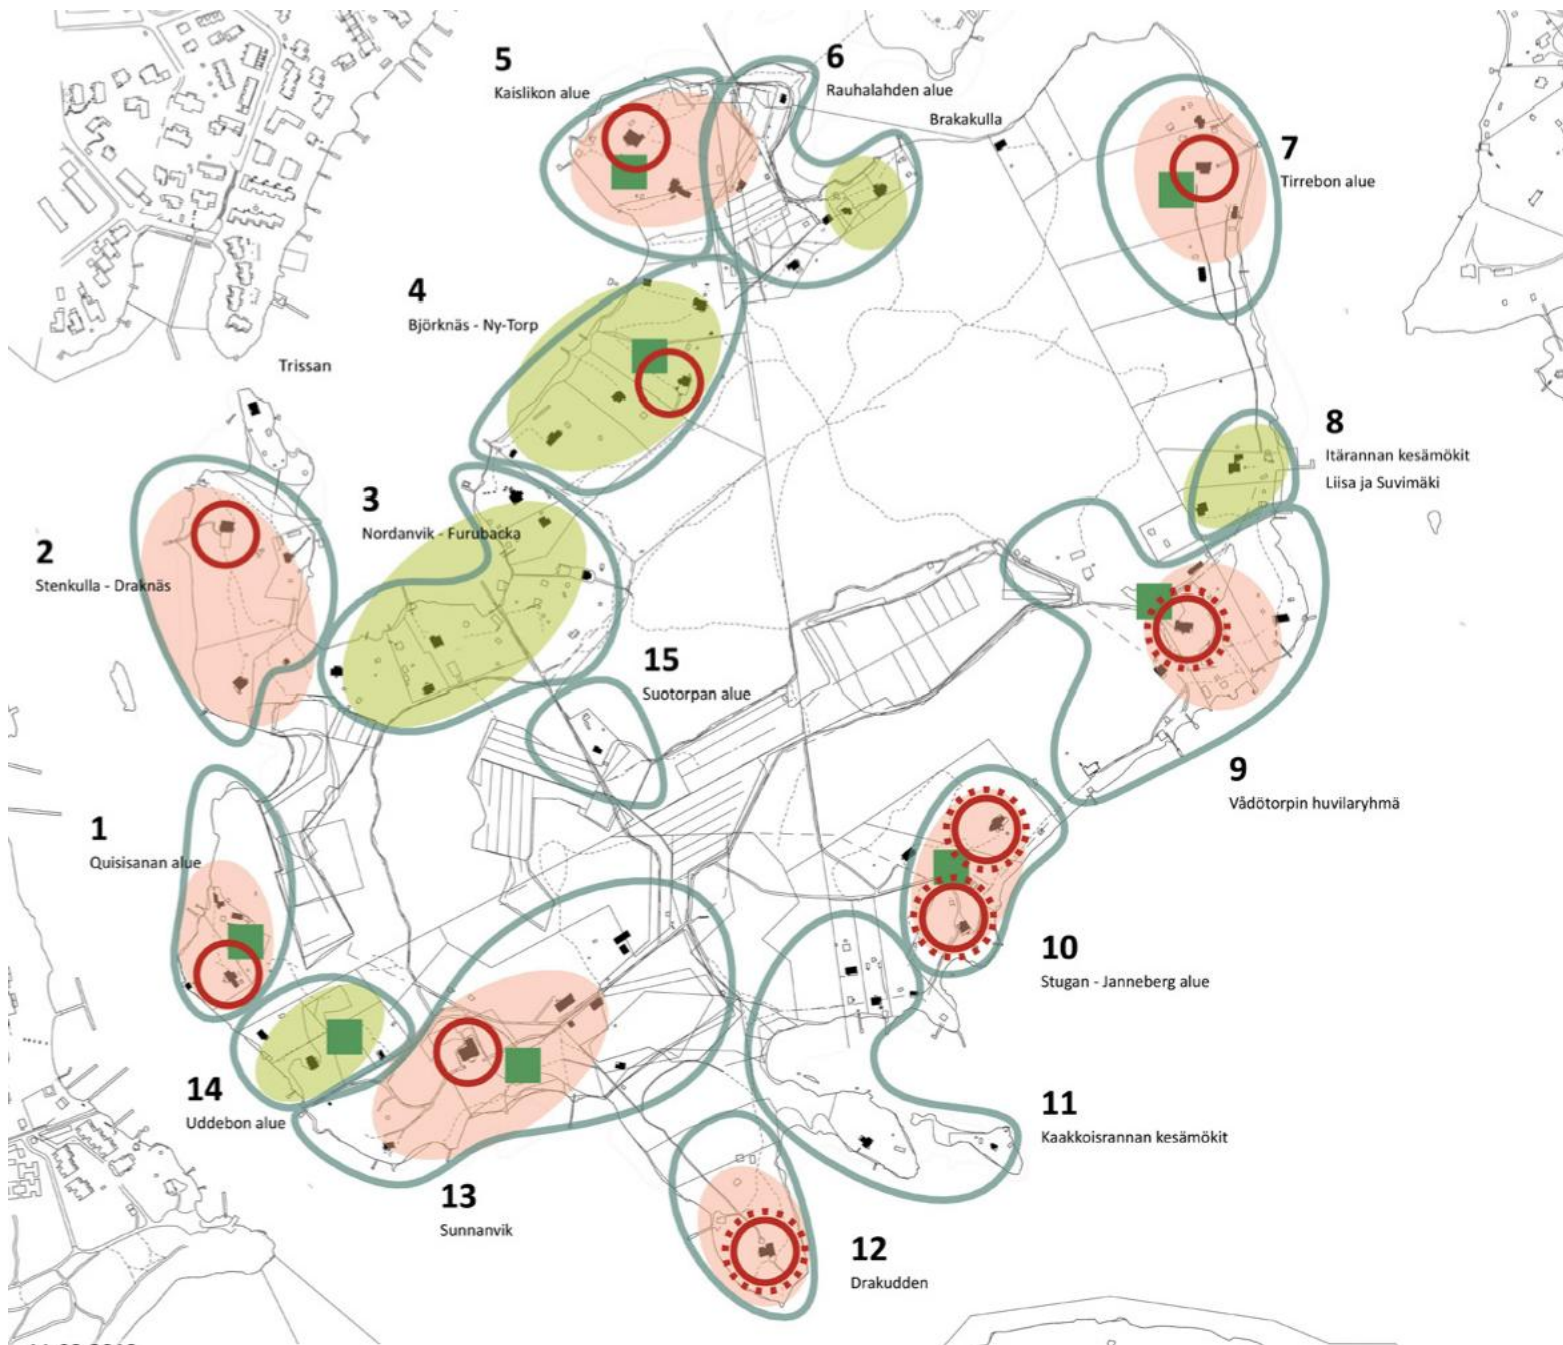 5
Kaislikon alue
6
Rauhalahden alue
Brakakulla
7
Tirrebon alue
4
Björknäs - Ny-Torp
Trissan
8
Itärannan kesämökit
Liisa ja Suvimäki
3
Nordanvik - Furubacka
2
Stenkulla - Draknäs
15
Suotorpan alue
9
Vådötorpin huvilaryhmä
1
Quisisanan alue
10
Stugan - Janneberg alue
14
Uddebon alue
11
Kaakkoisrannan kesämökit
13
Sunnanvik
12
Drakudden